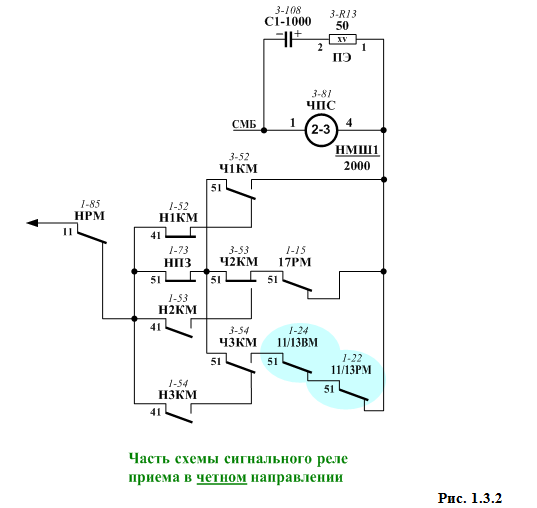 3-108
С1-1000
3-R13
50
− +
2 xv 1
ПЭ
3-81
ЧПС
СМБ 1 2-3 4
НМШ1
2000
3-52
Ч1КМ
51
1-85
НРМ
11
1-52
Н1КМ
41
1-73
НПЗ
51
3-53
Ч2КМ
51
1-15
17РМ
51
1-53
Н2КМ
41
3-54
Ч3КМ
51
1-24
11/13ВМ
51
1-22
11/13РМ
51
1-54
Н3КМ
41
Часть схемы сигнального реле
приема в четном направлении
Рис. 1.3.2